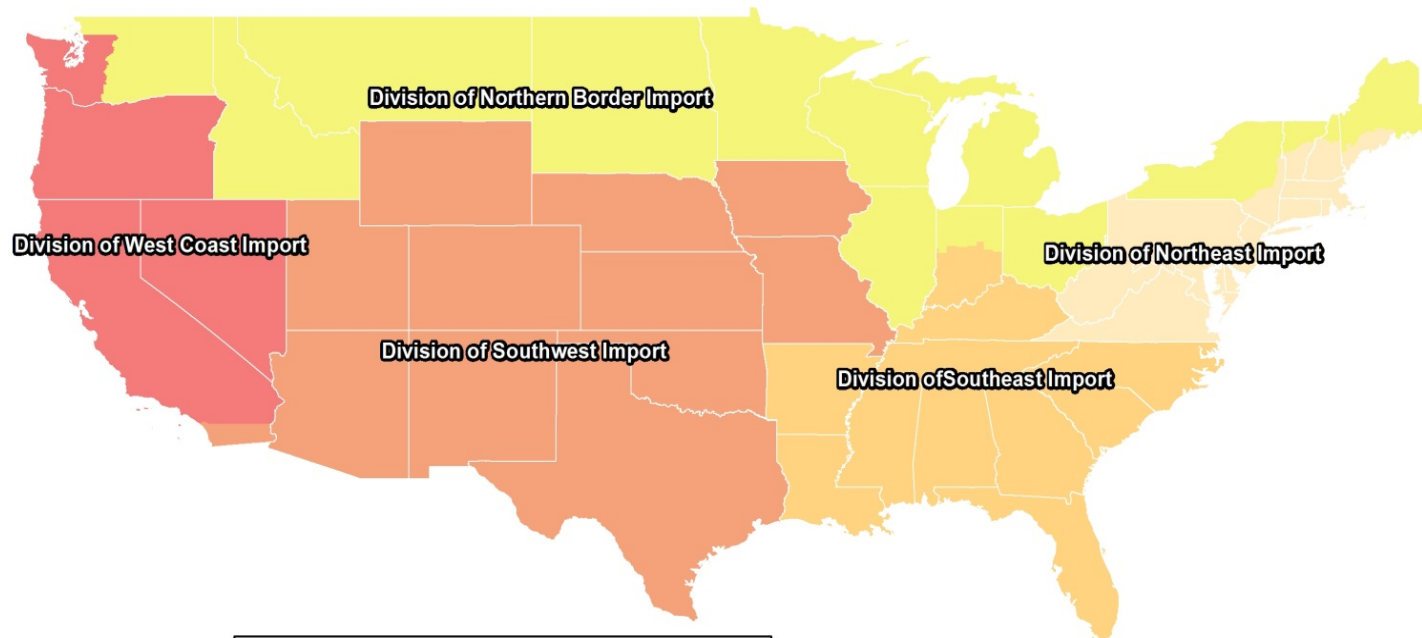 Division of Northern Border Import
Division of West Coast Import
Division of Northeast Import
Division of Southwest Import
Division ofSoutheast Import